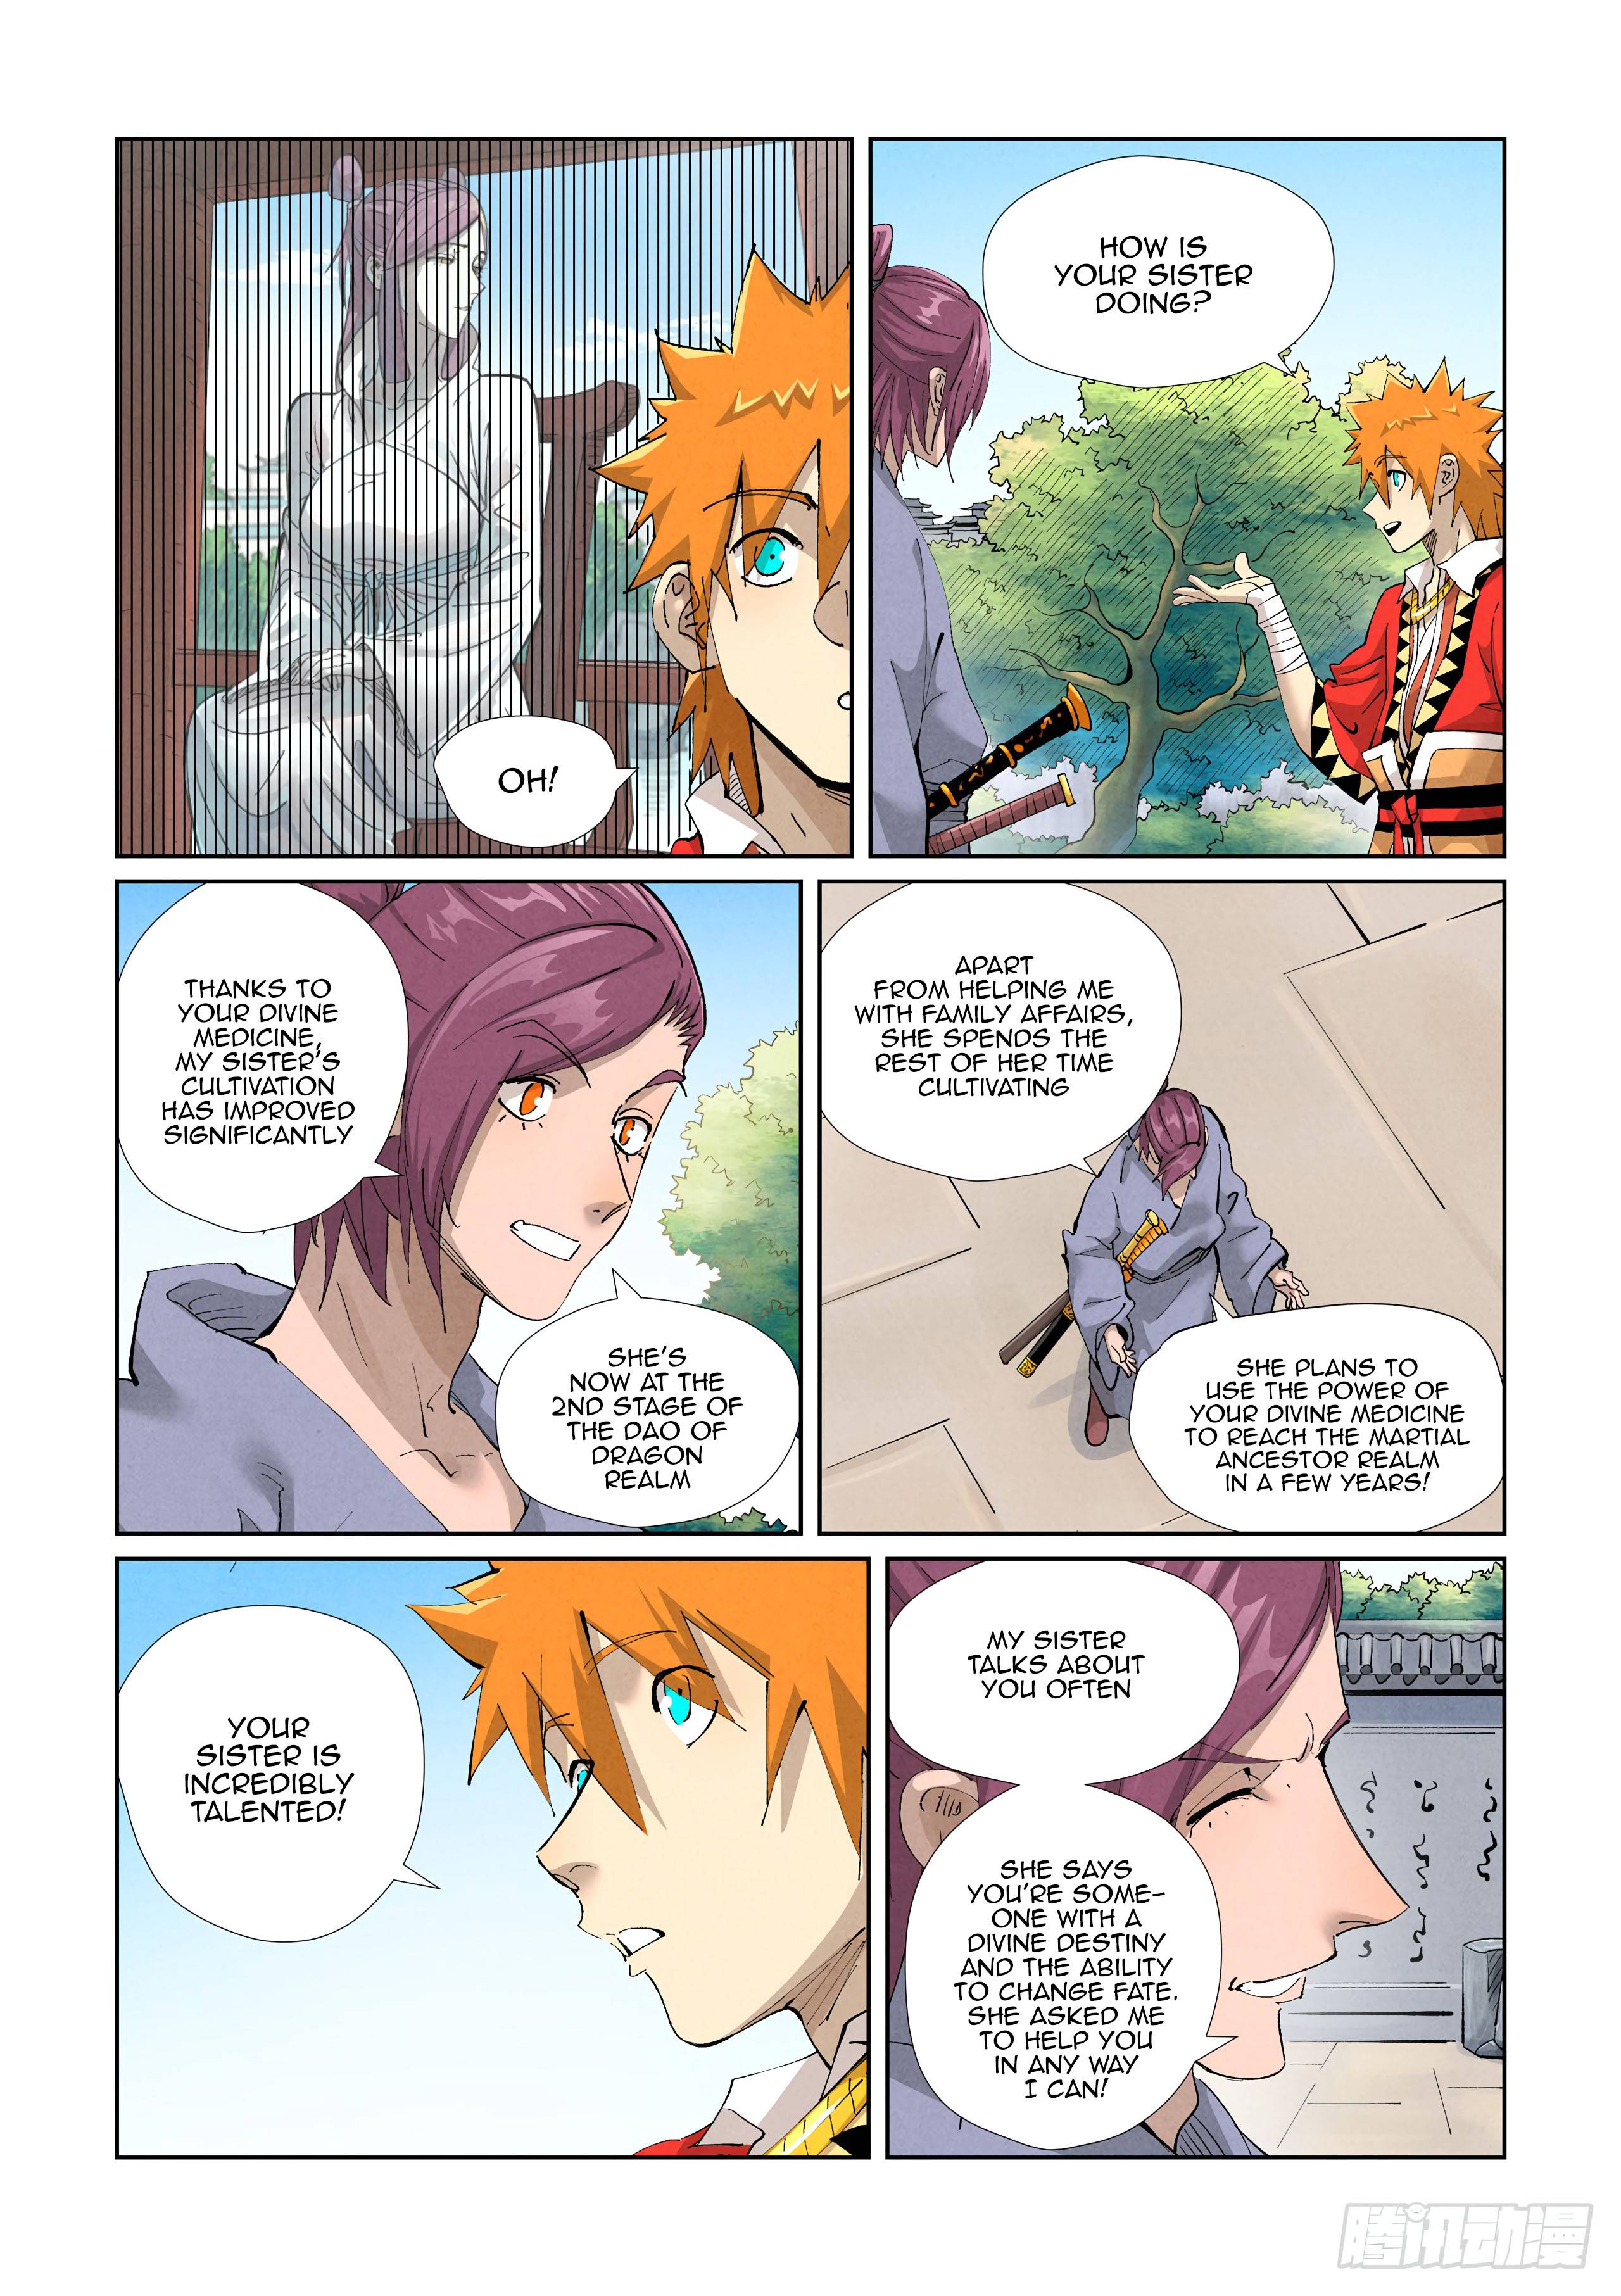 OH!
HOW IS
YOUR SISTER
DOING?
THANKS TO
YOUR DIVINE
MEDICINE,
MY SISTER'S
CULTIVATION
HAS IMPROVED
SIGNIFICANTLY
SHE'S
NOW AT THE
2ND STAGE OF
THE DAO OF
DRAGON
REALM
APART
FROM HELPING ME
WITH FAMILY AFFAIRS,
SHE SPENDS THE
REST OF HER TIME
CULTIVATING
SHE PLANS TO
USE THE POWER OF
YOUR DIVINE MEDICINE
TO REACH THE MARTIAL
ANCESTOR REALM
IN A FEW YEARS!
YOUR
SISTER IS
INCREDIBLY
TALENTED!
MY SISTER
TALKS ABOUT
YOU OFTEN
SHE SAYS
YOU'RE SOME-
ONE WITH A
DIVINE DESTINY
AND THE ABILITY
TO CHANGE FATE.
SHE ASKED ME
TO HELP YOU
IN ANY WAY
I CAN!
腾讯动漫